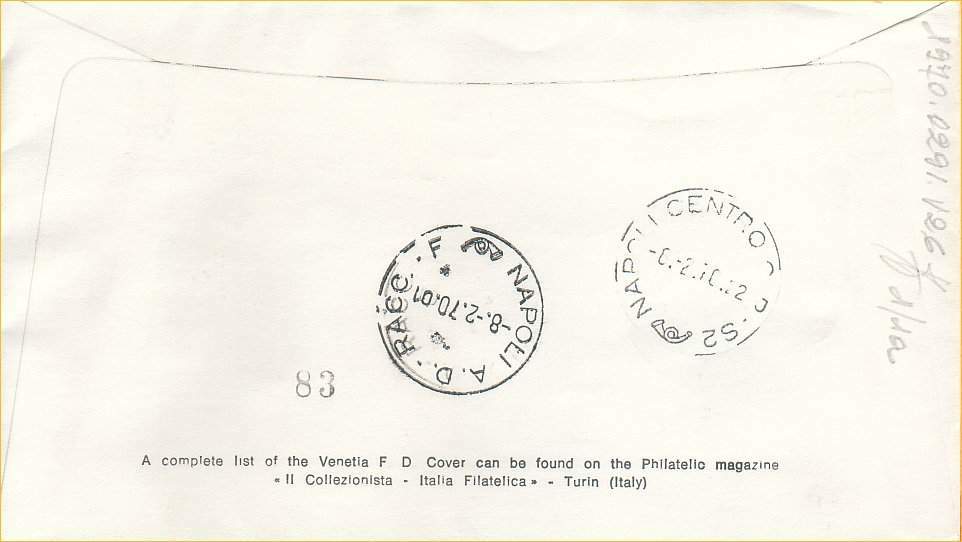 NAPOLI A.D. RACC. -F
-8.-2.70.01
NAPOLI CENTRO
S2
83
A complete list of the Venetia F D Cover can be found on the Philatelic magazine
« Il Collezionista - Italia Filatelica » - Turin (Italy)